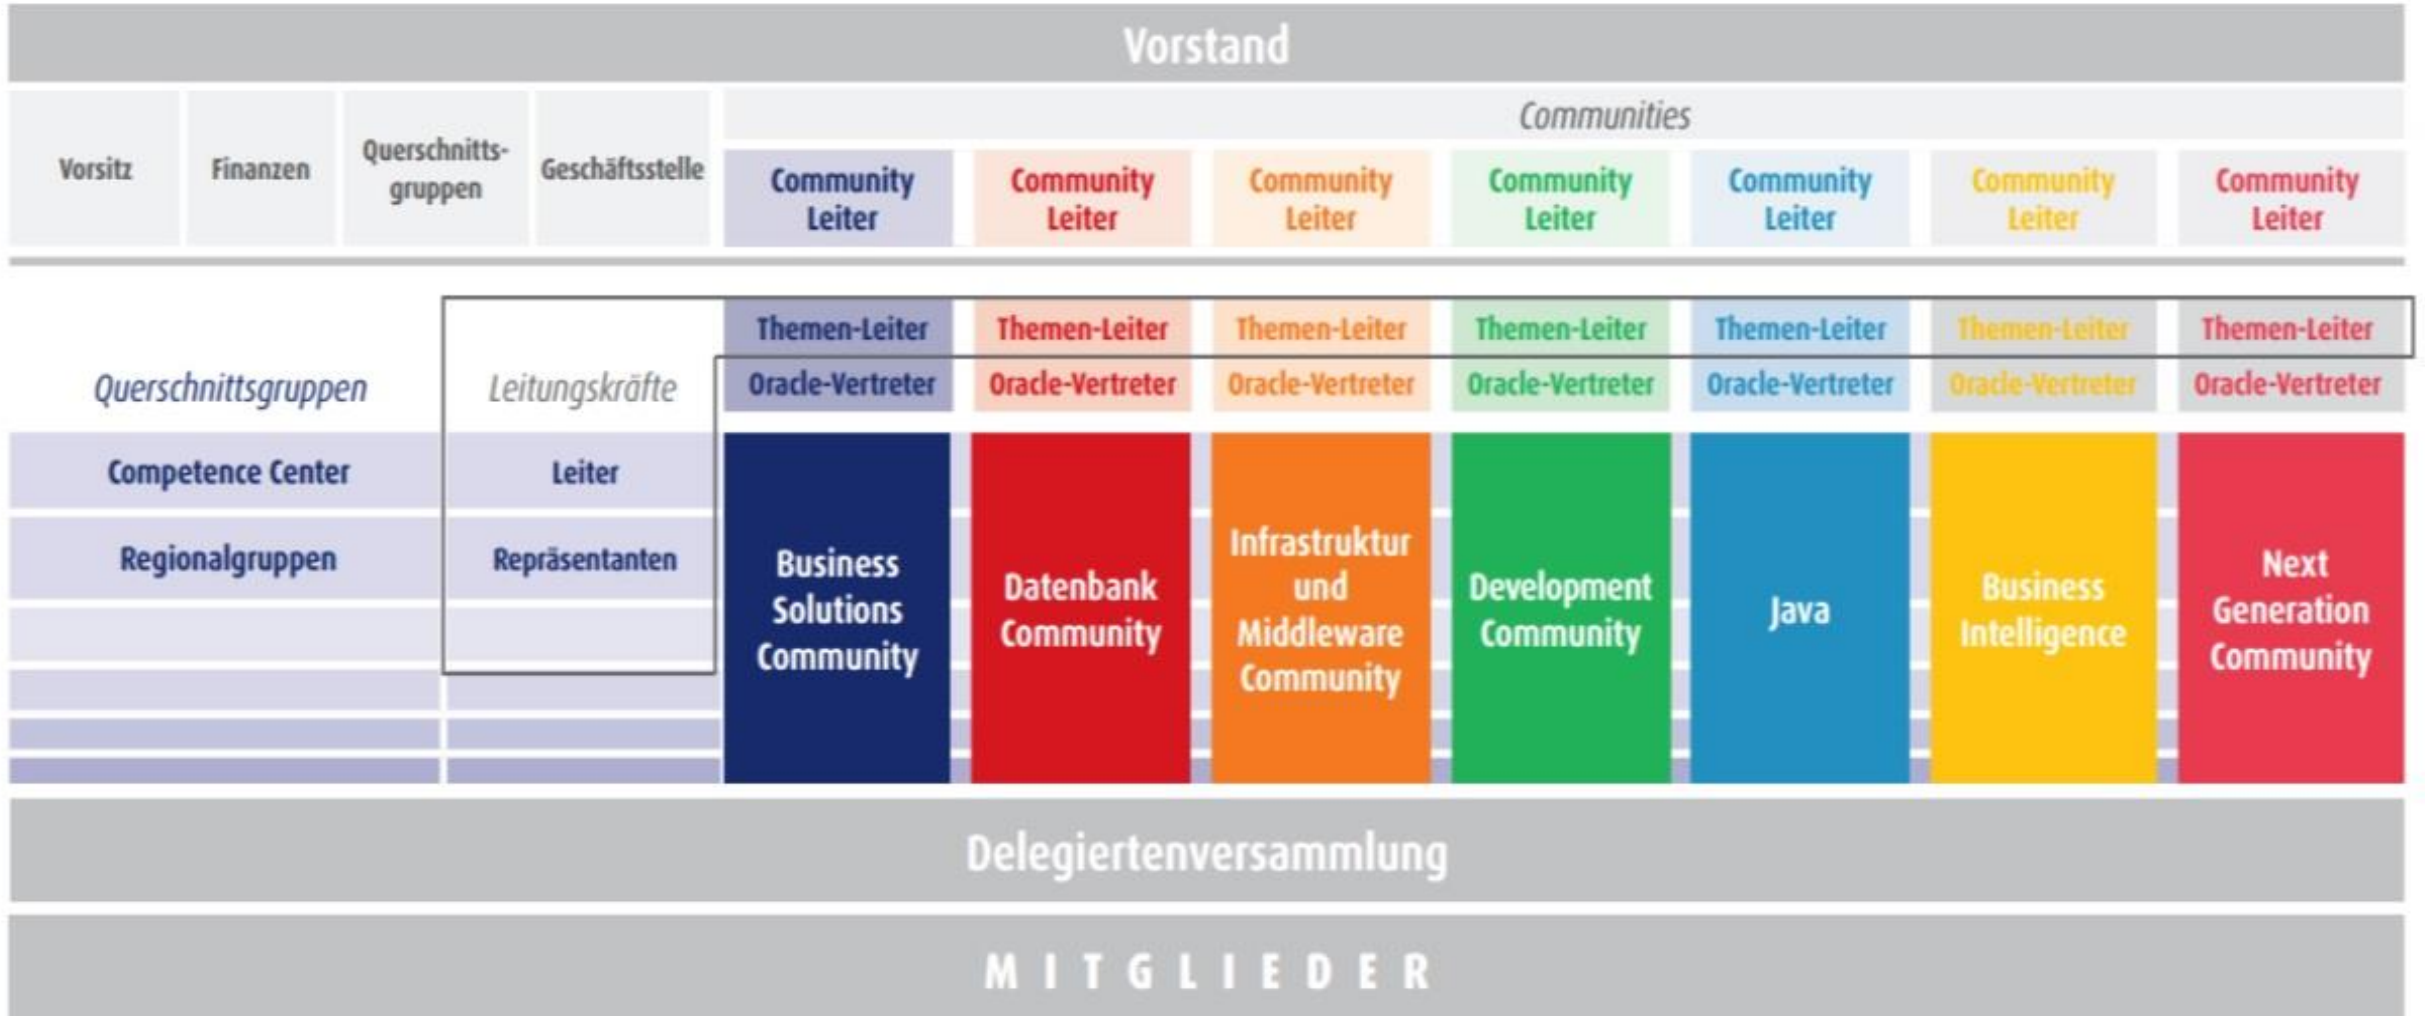 Vorstand
Communities
Vorsitz
Finanzen
Querschnitts-
gruppen
Geschäftsstelle
Community
Leiter
Community
Leiter
Community
Leiter
Community
Leiter
Community
Leiter
Community
Leiter
Community
Leiter
Themen-Leiter
Themen-Leiter
Themen-Leiter
Themen-Leiter
Themen-Leiter
Themen-Leiter
Themen-Leiter
Querschnittsgruppen
Leitungskräfte
Oracle-Vertreter
Oracle-Vertreter
Oracle-Vertreter
Oracle-Vertreter
Oracle-Vertreter
Oracle-Vertreter
Oracle-Vertreter
Competence Center
Leiter
Regionalgruppen
Repräsentanten
Business
Solutions
Community
Datenbank
Community
Infrastruktur
und
Middleware
Community
Development
Community
Java
Business
Intelligence
Next
Generation
Community
Delegiertenversammlung
MITGLIEDER